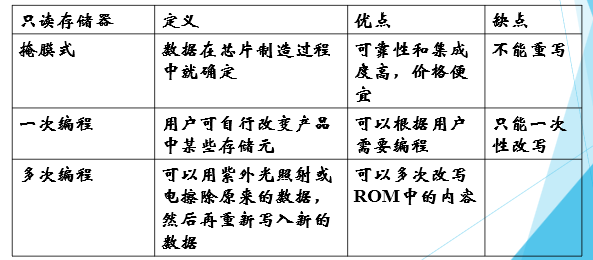 只读存储器 定义 优点 缺点
掩膜式 数据在芯片制造过程 可靠性和集成 不能重写
中就确定 度高，价格便
宜
一次编程 用户可自行改变产品 可以根据用户 只能一次
中某些存储元 需要编程 性改写
多次编程 可以用紫外光照射或 可以多次改写
电擦除原来的数据， ROM中的内容
然后再重新写入新的
数据